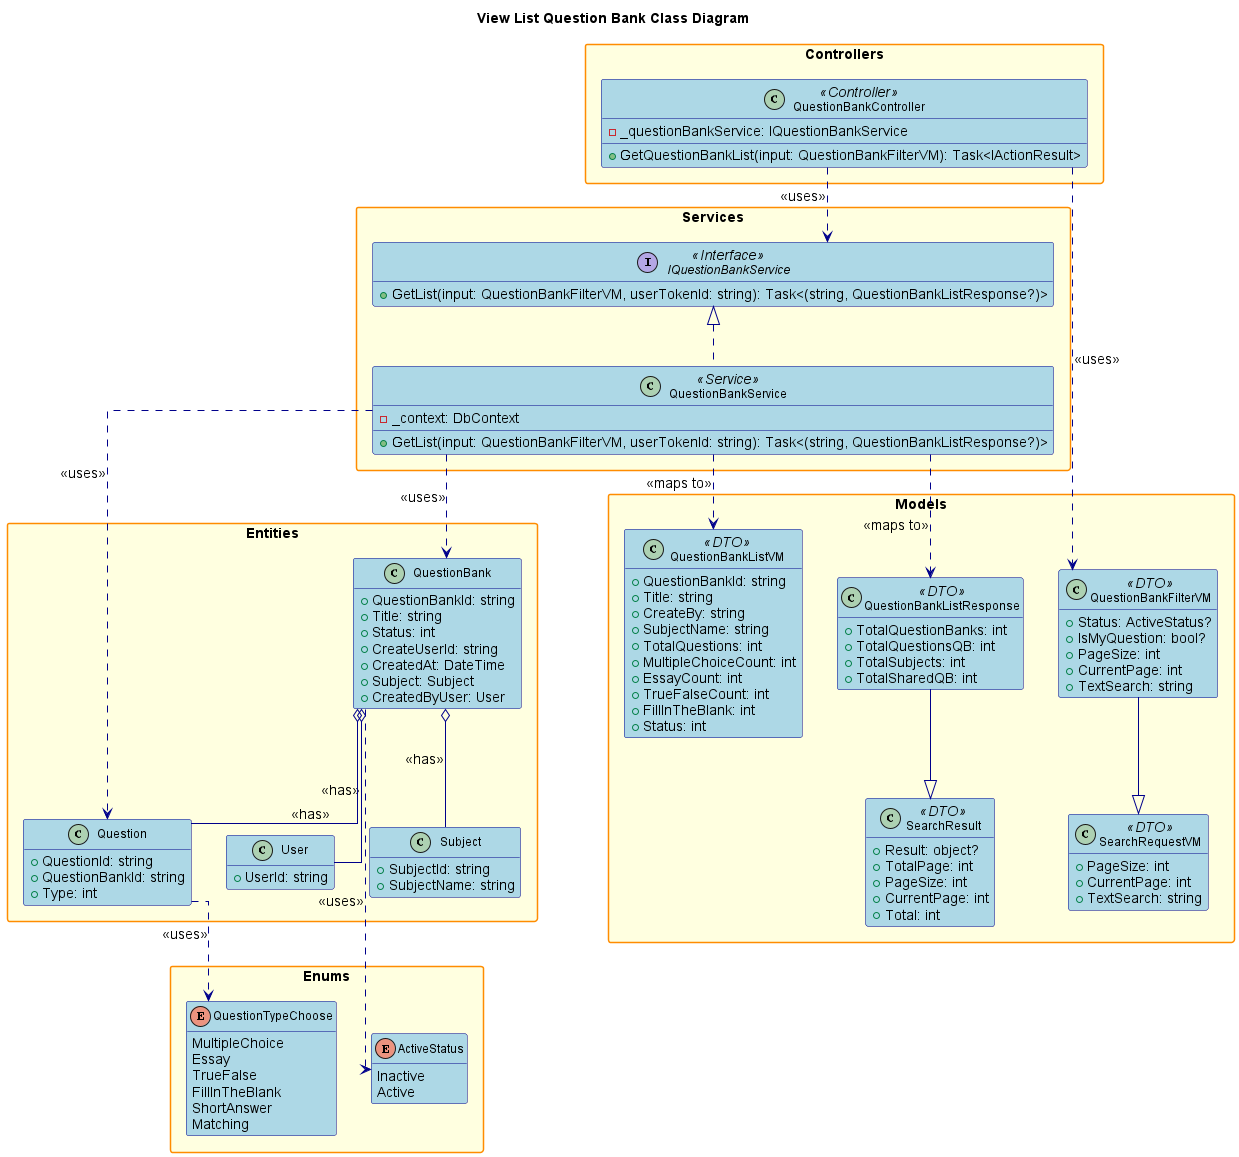 View List Question Bank Class Diagram
Controllers
C
«Controller»
QuestionBankController
_questionBankService: IQuestionBankService
GetQuestionBankList(input: QuestionBankFilterVM): Task<IActionResult>
«uses»
Services
I
«Interface»
IQuestionBankService
GetList(input: QuestionBankFilterVM, userTokenId: string): Task<(string, QuestionBankListResponse?)>
«uses»
C
«Service»
QuestionBankService
_context: DbContext
GetList(input: QuestionBankFilterVM, userTokenId: string): Task<(string, QuestionBankListResponse?)>
«uses»
«uses»
«maps to»
«maps to»
Entities
C
QuestionBank
QuestionBankId: string
Title: string
Status: int
CreateUserId: string
CreatedAt: DateTime
Subject: Subject
CreatedByUser: User
«has»
«has»
«has»
C
Question
QuestionId: string
QuestionBankId: string
Type: int
C
User
UserId: string
C
Subject
SubjectId: string
SubjectName: string
«uses»
«uses»
Models
C
«DTO»
QuestionBankListVM
QuestionBankId: string
Title: string
CreateBy: string
SubjectName: string
TotalQuestions: int
MultipleChoiceCount: int
EssayCount: int
TrueFalseCount: int
FillInTheBlank: int
Status: int
C
«DTO»
QuestionBankListResponse
TotalQuestionBanks: int
TotalQuestionsQB: int
TotalSubjects: int
TotalSharedQB: int
C
«DTO»
QuestionBankFilterVM
Status: ActiveStatus?
IsMyQuestion: bool?
PageSize: int
CurrentPage: int
TextSearch: string
C
«DTO»
SearchResult
Result: object?
TotalPage: int
PageSize: int
CurrentPage: int
Total: int
C
«DTO»
SearchRequestVM
PageSize: int
CurrentPage: int
TextSearch: string
Enums
E
QuestionTypeChoose
MultipleChoice
Essay
TrueFalse
FillInTheBlank
ShortAnswer
Matching
E
ActiveStatus
Inactive
Active